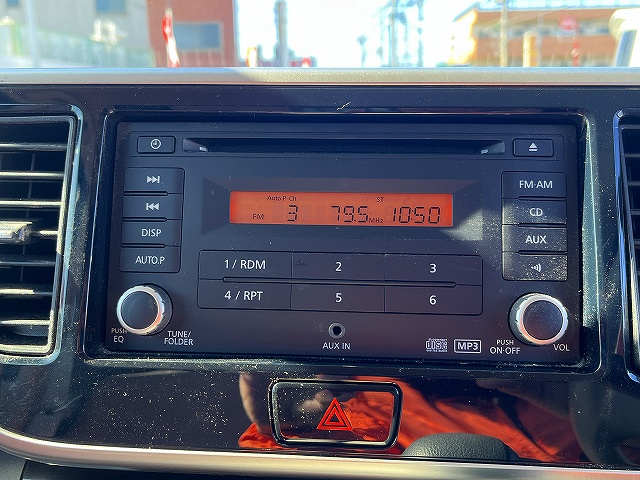 FM·AM
DISP
CD
AUTO.P
AUX
Auto.P Ch ST
FM 3 79.5 MHz 10:50
1 / RDM 2 3
4 / RPT 5 6
PUSH EQ
TUNE/
FOLDER
AUX IN
MP3
PUSH
ON·OFF
VOL